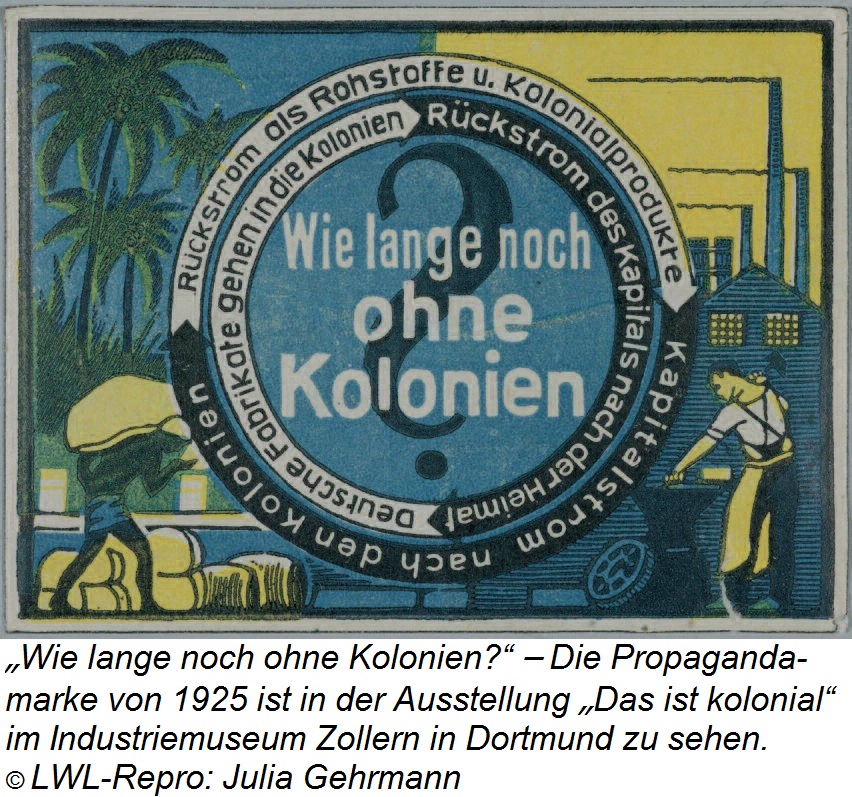 Rückstrom als Rohstoffe u. Kolonialprodukte
Kapitalstrom nach den Kolonien
Deutsche Fabrikate gehen in die Kolonien
Rückstrom des Kapitals nach der Heimat
?
Wie lange noch
ohne
Kolonien
„Wie lange noch ohne Kolonien?“ – Die Propaganda-
marke von 1925 ist in der Ausstellung „Das ist kolonial“
im Industriemuseum Zollern in Dortmund zu sehen.
© LWL-Repro: Julia Gehrmann